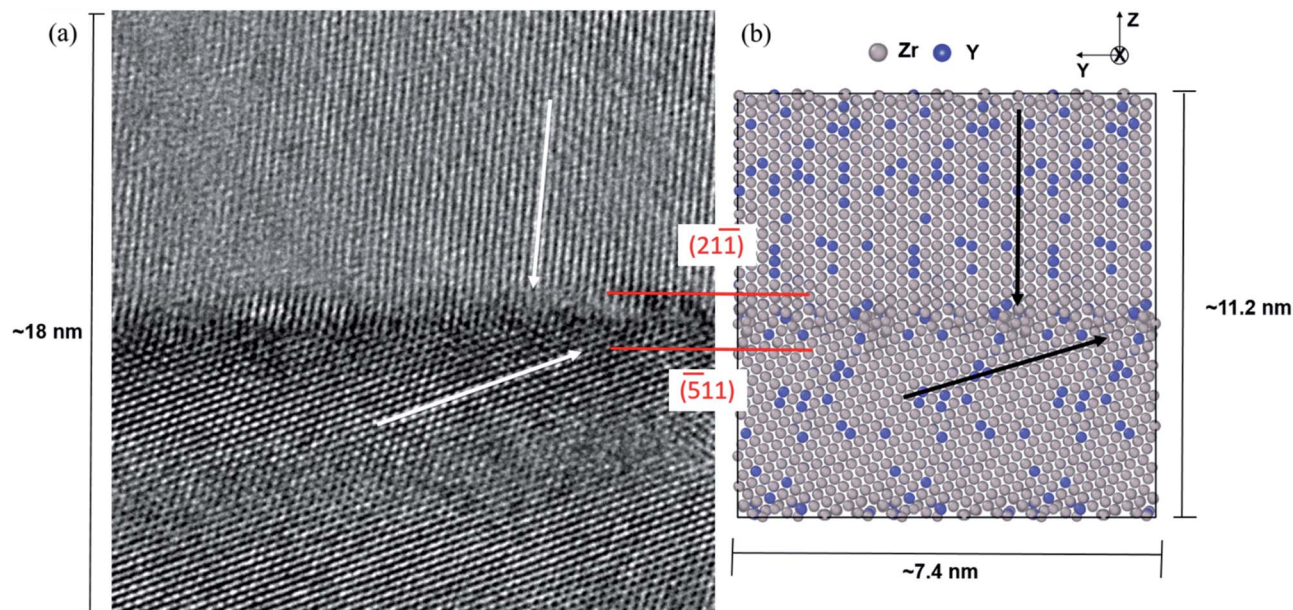 (a)
(b)
Z
Y
X
Zr
Y
~18 nm
(21̅1̅)
(5̅11)
~11.2 nm
~7.4 nm